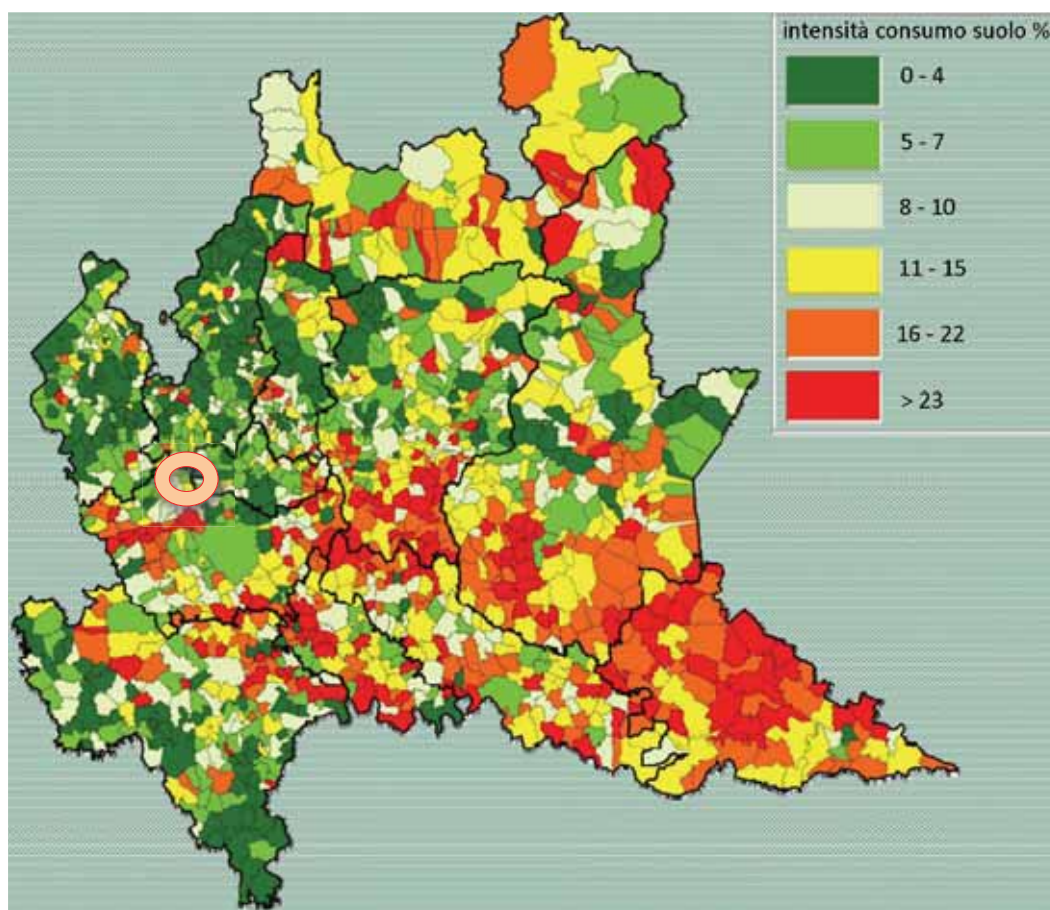 intensità consumo suolo %
0 - 4
5 - 7
8 - 10
11 - 15
16 - 22
> 23